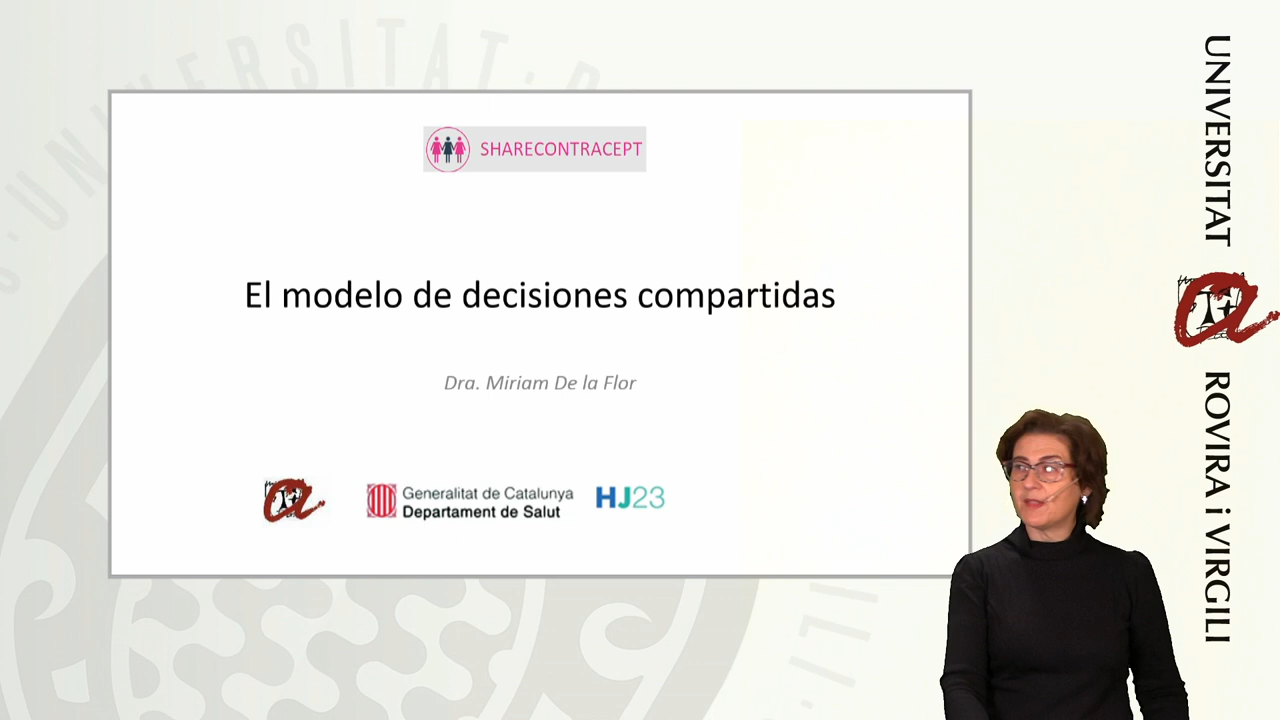 SHARECONTRACEPT
El modelo de decisiones compartidas
Dra. Miriam De la Flor
Generalitat de Catalunya
Departament de Salut
HJ23
UNIVERSITAT
ROVIRA i VIRGILI
UNIVERSITAT